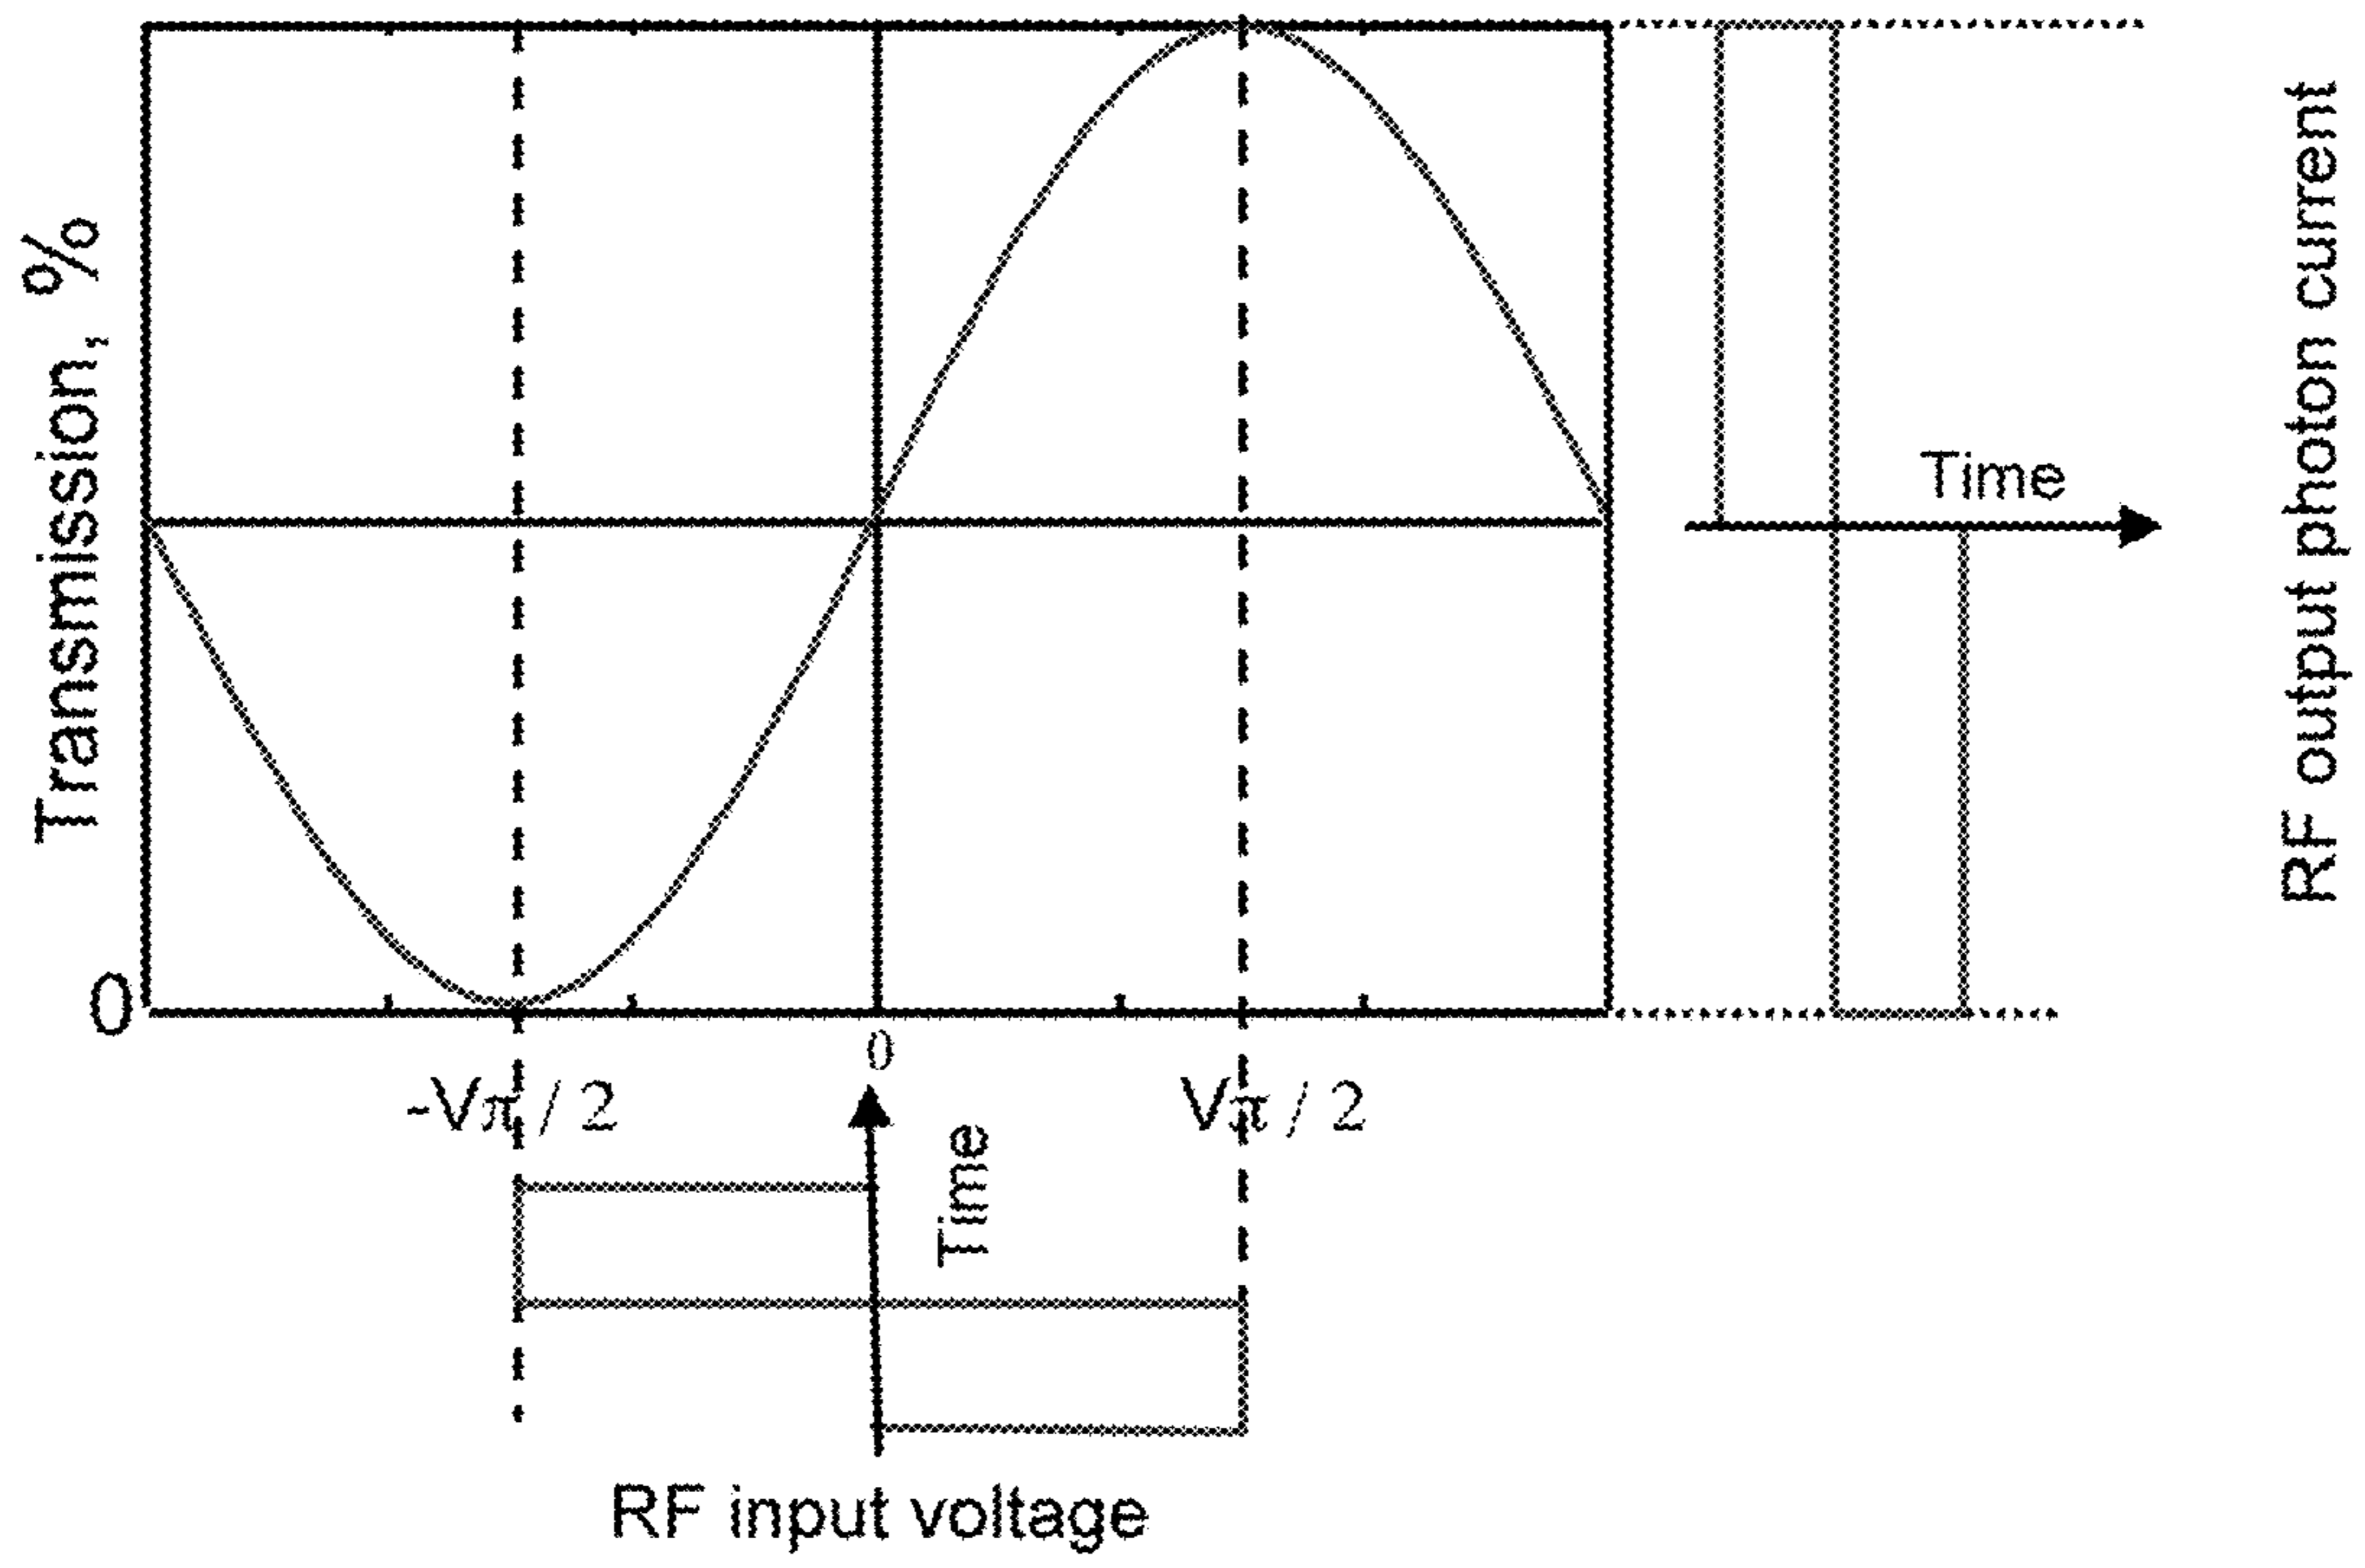 Transmission, %
0
0
-Vπ / 2
Vπ / 2
Time
RF input voltage
Time
RF output photon current